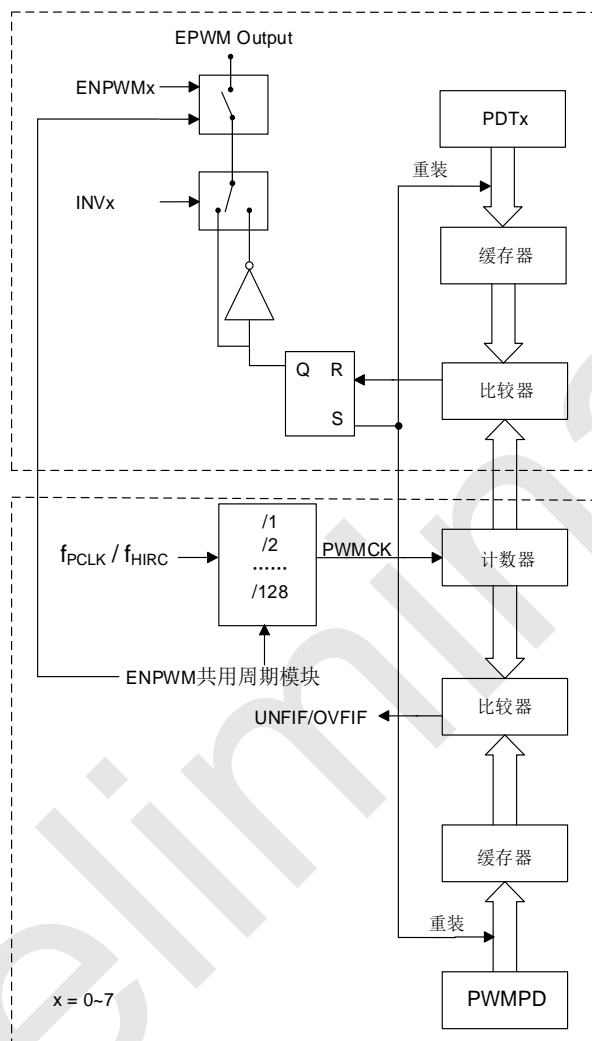 EPWM Output
ENPWMx
PDTx
重装
INVx
缓存器
Q R
S
比较器
/1
/2
......
/128
fPCLK / fHIRC
PWMCK
计数器
ENPWM共用周期模块
比较器
UNFIF/OVFIF
缓存器
重装
PWMPD
x = 0~7
elimina